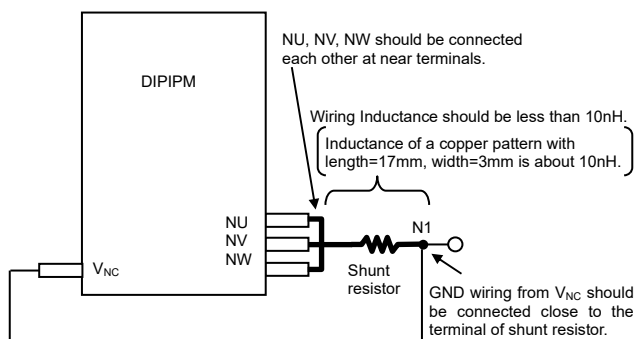 NU, NV, NW should be connected
each other at near terminals.
DIPIPM
Wiring Inductance should be less than 10nH.
Inductance of a copper pattern with
length=17mm, width=3mm is about 10nH.
NU
NV
NW
N1
VNC
Shunt
resistor
GND wiring from VNC should
be connected close to the
terminal of shunt resistor.